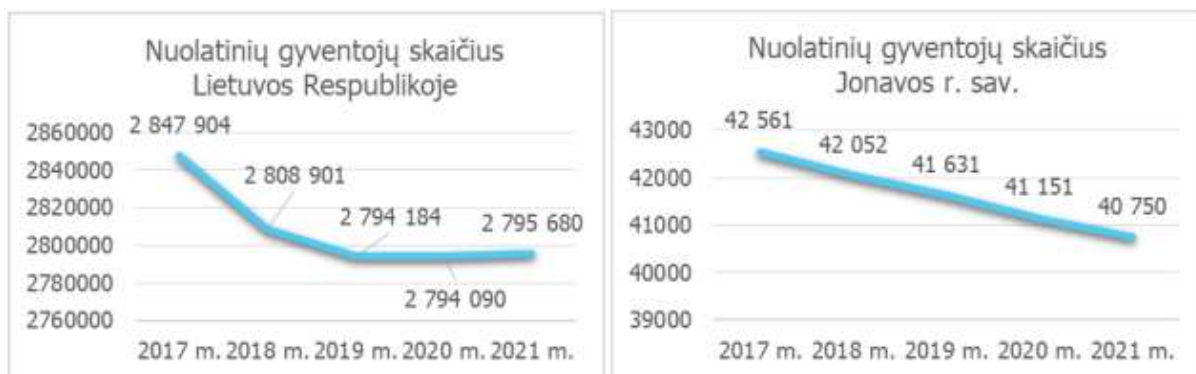 Nuolatinių gyventojų skaičius
Lietuvos Respublikoje
2860000
2840000
2820000
2800000
2780000
2760000
2 847 904
2 808 901
2 794 184
2 795 680
2 794 090
2017 m. 2018 m. 2019 m. 2020 m. 2021 m.
Nuolatinių gyventojų skaičius
Jonavos r. sav.
43000
42000
41000
40000
39000
42 561
42 052
41 631
41 151
40 750
2017 m. 2018 m. 2019 m. 2020 m. 2021 m.